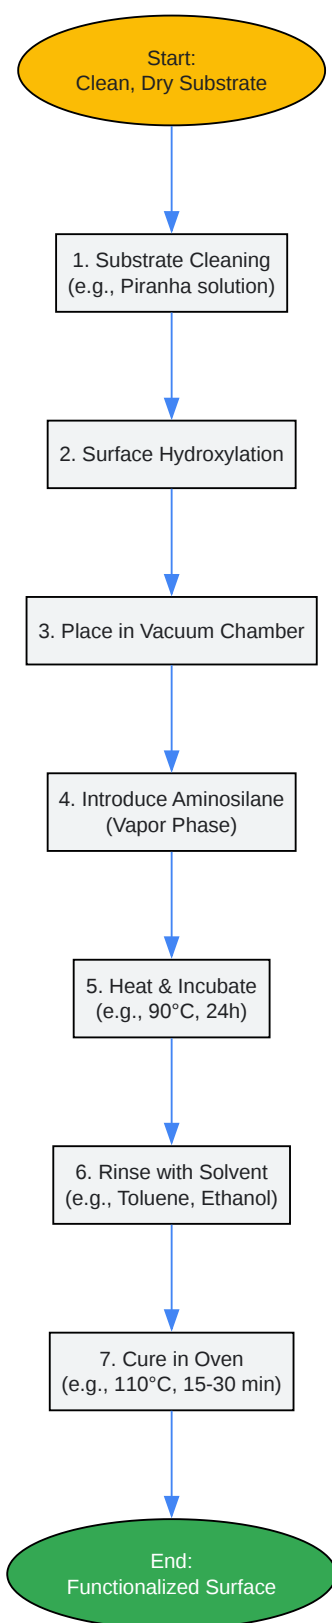 Start:
Clean, Dry Substrate
1. Substrate Cleaning
(e.g., Piranha solution)
2. Surface Hydroxylation
3. Place in Vacuum Chamber
4. Introduce Aminosilane
(Vapor Phase)
5. Heat & Incubate
(e.g., 90°C, 24h)
6. Rinse with Solvent
(e.g., Toluene, Ethanol)
7. Cure in Oven
(e.g., 110°C, 15-30 min)
End:
Functionalized Surface